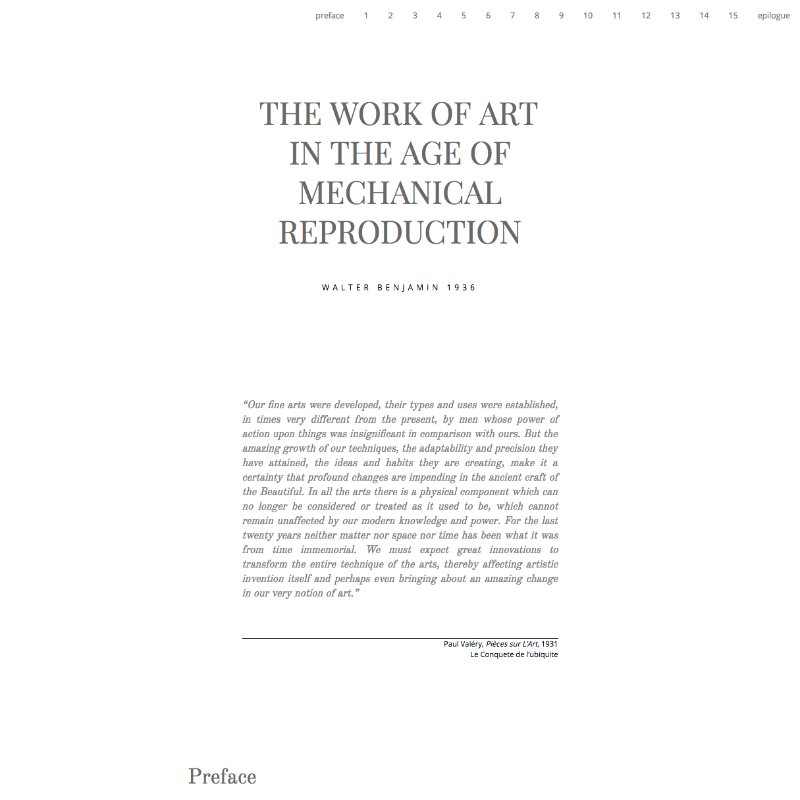 preface 1 2 3 4 5 6 7 8 9 10 11 12 13 14 15 epilogue
THE WORK OF ART
IN THE AGE OF
MECHANICAL
REPRODUCTION
WALTER BENJAMIN 1936
“Our fine arts were developed, their types and uses were established,
in times very different from the present, by men whose power of
action upon things was insignificant in comparison with ours. But the
amazing growth of our techniques, the adaptability and precision they
have attained, the ideas and habits they are creating, make it a
certainty that profound changes are impending in the ancient craft of
the Beautiful. In all the arts there is a physical component which can
no longer be considered or treated as it used to be, which cannot
remain unaffected by our modern knowledge and power. For the last
twenty years neither matter nor space nor time has been what it was
from time immemorial. We must expect great innovations to
transform the entire technique of the arts, thereby affecting artistic
invention itself and perhaps even bringing about an amazing change
in our very notion of art.”
Paul Valéry, Pièces sur L’Art, 1931
Le Conquete de l’ubiquite
Preface